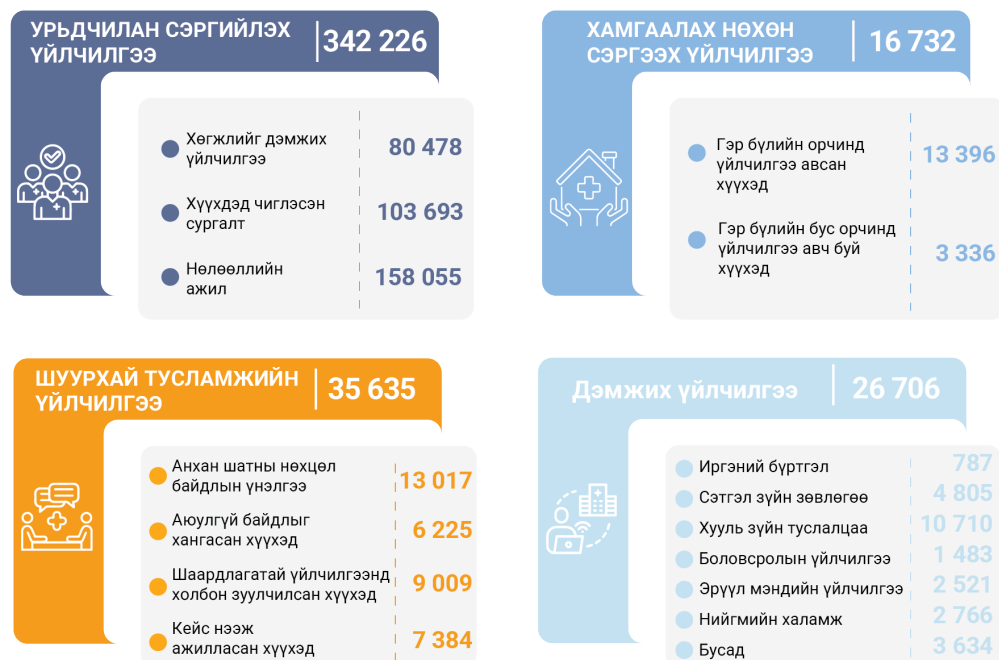 УРЬДЧИЛАН СЭРГИЙЛЭХ
ҮЙЛЧИЛГЭЭ
342 226
Хөгжлийг дэмжих
үйлчилгээ
80 478
Хүүхдэд чиглэсэн
сургалт
103 693
Нөлөөллийн
ажил
158 055
ХАМГААЛАХ НӨХӨН
СЭРГЭЭХ ҮЙЛЧИЛГЭЭ
16 732
Гэр бүлийн орчинд
үйлчилгээ авсан
хүүхэд
13 396
Гэр бүлийн бус орчинд
үйлчилгээ авч буй
хүүхэд
3 336
ШУУРХАЙ ТУСЛАМЖИЙН
ҮЙЛЧИЛГЭЭ
35 635
Анхан шатны нөхцөл
байдлын үнэлгээ
13 017
Аюулгүй байдлыг
хангасан хүүхэд
6 225
Шаардлагатай үйлчилгээнд
холбон зуулчилсан хүүхэд
9 009
Кейс нээж
ажилласан хүүхэд
7 384
Дэмжих үйлчилгээ
26 706
Иргэний бүртгэл
787
Сэтгэл зүйн зөвлөгөө
4 805
Хууль зүйн туслалцаа
10 710
Боловсролын үйлчилгээ
1 483
Эрүүл мэндийн үйлчилгээ
2 521
Нийгмийн халамж
2 766
Бусад
3 634